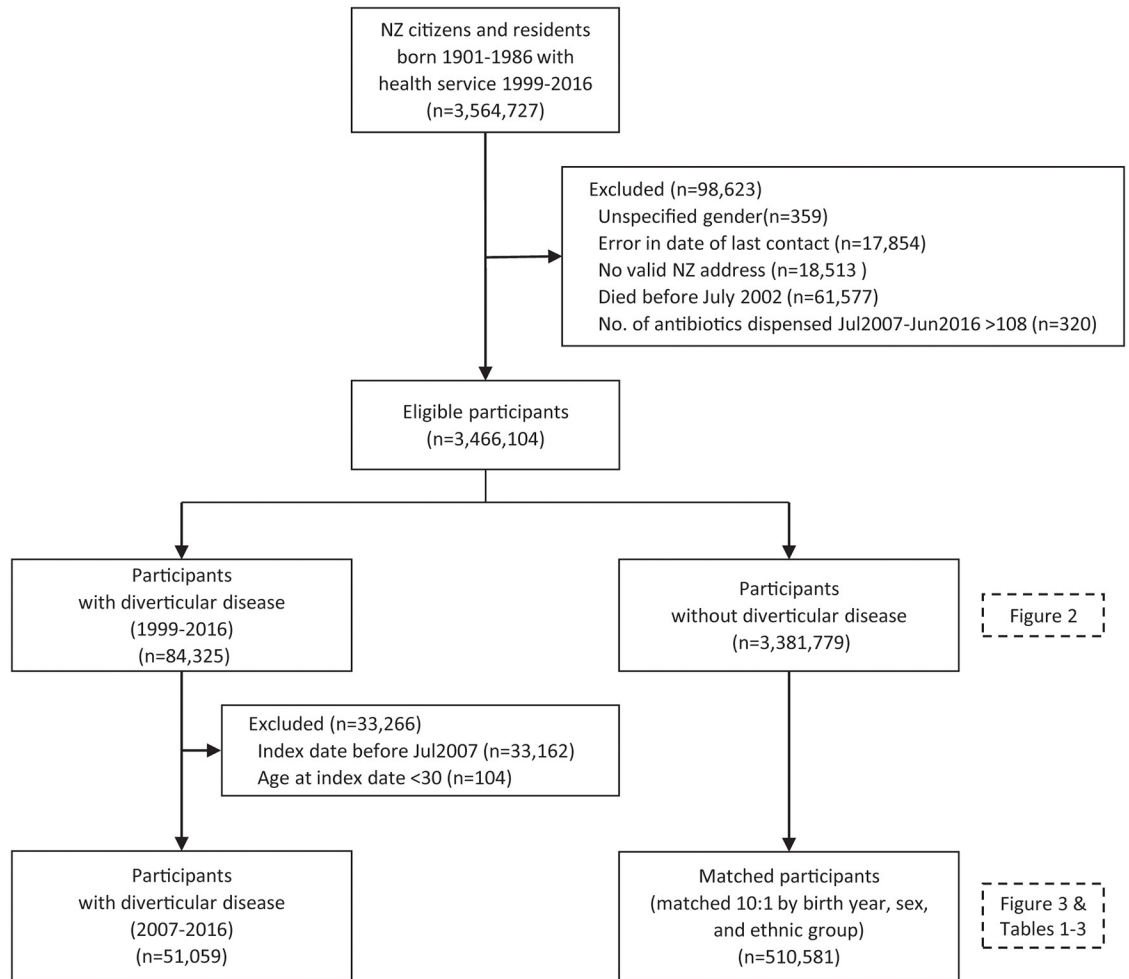 NZ citizens and residents
born 1901-1986 with
health service 1999-2016
(n=3,564,727)
Excluded (n=98,623)
Unspecified gender(n=359)
Error in date of last contact (n=17,854)
No valid NZ address (n=18,513 )
Died before July 2002 (n=61,577)
No. of antibiotics dispensed Jul2007-Jun2016 >108 (n=320)
Eligible participants
(n=3,466,104)
Participants
with diverticular disease
(1999-2016)
(n=84,325)
Participants
without diverticular disease
(n=3,381,779)
Figure 2
Excluded (n=33,266)
Index date before Jul2007 (n=33,162)
Age at index date <30 (n=104)
Participants
with diverticular disease
(2007-2016)
(n=51,059)
Matched participants
(matched 10:1 by birth year, sex,
and ethnic group)
(n=510,581)
Figure 3 &
Tables 1-3